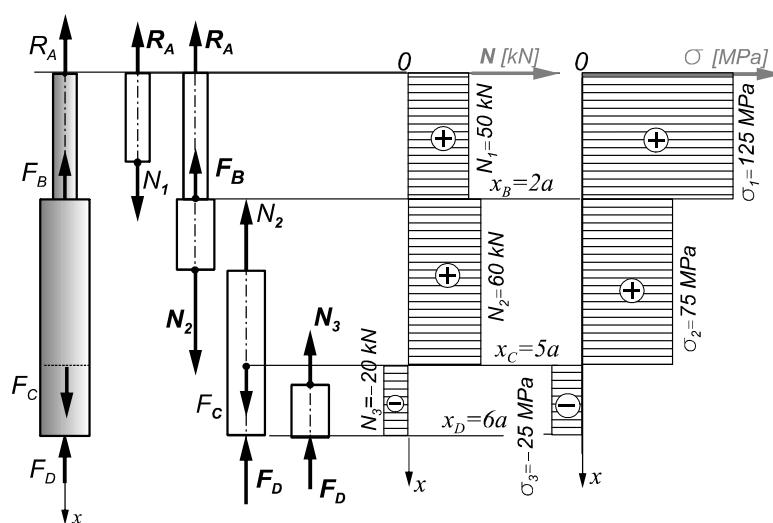 R_A
R_A
R_A
0
N [kN]
0
σ [MPa]
F_B
N_1
F_B
N_1=50 kN
x_B=2a
σ_1=125 MPa
N_2
N_2
N_2=60 kN
σ_2=75 MPa
N_3
x_C=5a
F_C
F_C
N_3=-20 kN
x_D=6a
σ_3=-25 MPa
F_D
F_D
F_D
x
x
x